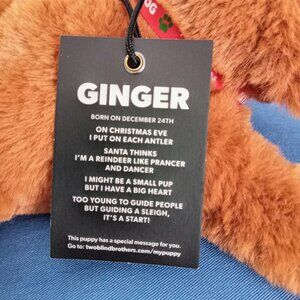 OG
GINGER
BORN ON DECEMBER 24TH
ON CHRISTMAS EVE
I PUT ON EACH ANTLER
SANTA THINKS
I'M A REINDEER LIKE PRANCER
AND DANCER
I MIGHT BE A SMALL PUP
BUT I HAVE A BIG HEART
TOO YOUNG TO GUIDE PEOPLE
BUT GUIDING A SLEIGH,
IT'S A START!
This puppy has a special message for you.
Go to: twoblindbrothers.com/mypuppy